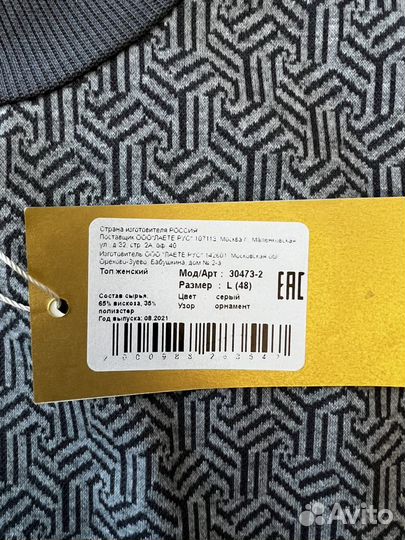 Страна изготовителя РОССИЯ
Поставщик ООО"ЛАЕТЕ РУС" 107113, Москва г, Маленковская
ул, д.32, стр. 2А, оф. 40
Изготовитель ООО "ЛАЕТЕ РУС" 142601, Московская обл,
Орехово-Зуево, Бабушкина, дом № 2-а
Топ женский Мод/Арт : 30473-2
Размер : L (48)
Состав сырья. Цвет серый
65% вискоза, 35% Узор орнамент
полиэстер
Год выпуска: 08.2021
EAC
Avito